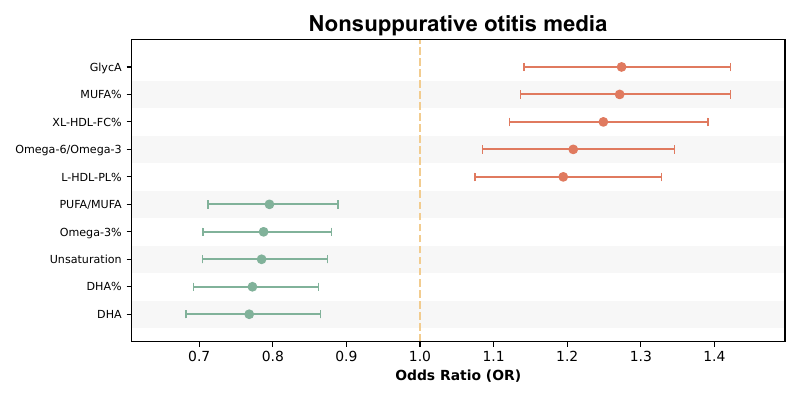 Nonsuppurative otitis media
GlycA
MUFA%
XL-HDL-FC%
Omega-6/Omega-3
L-HDL-PL%
PUFA/MUFA
Omega-3%
Unsaturation
DHA%
DHA
0.7 0.8 0.9 1.0 1.1 1.2 1.3 1.4
Odds Ratio (OR)